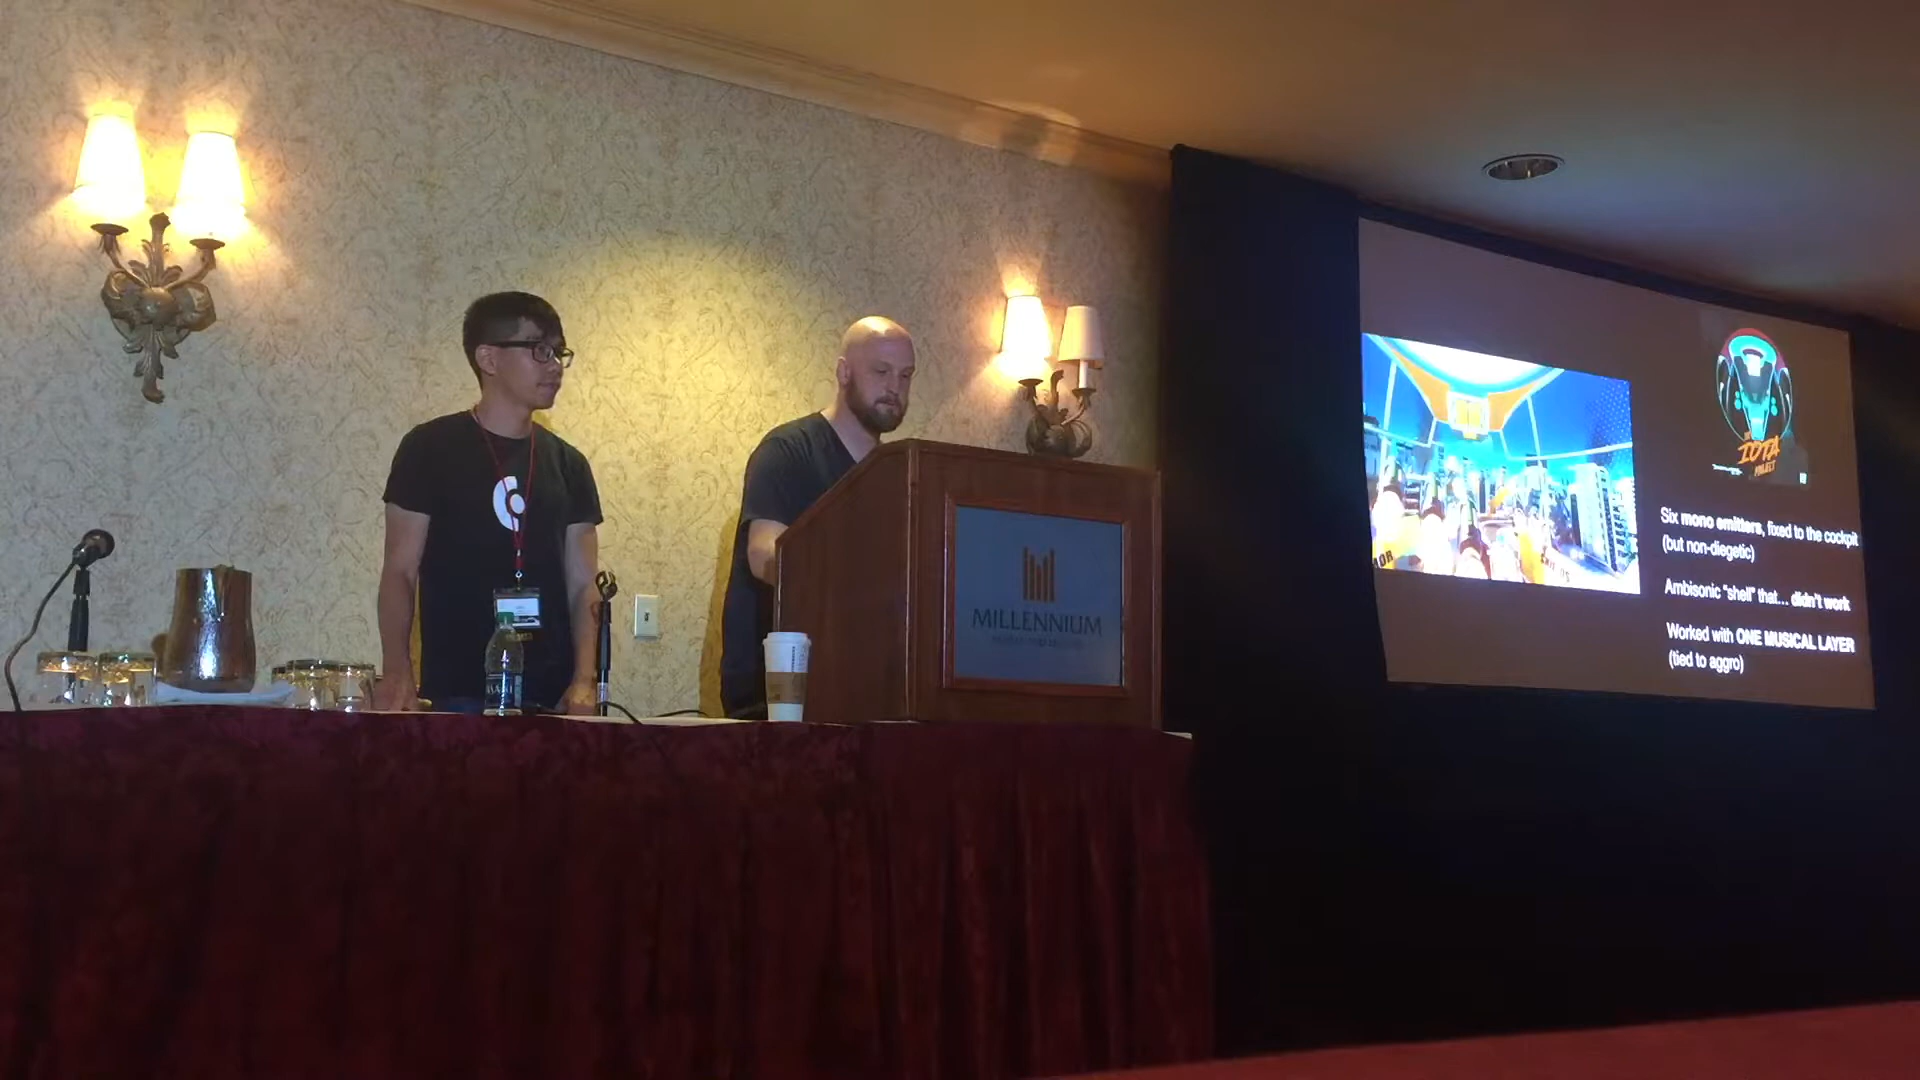 MILLENNIUM
IOTA
PROJECT
Six mono emitters, fixed to the cockpit
(but non-diegetic)
Ambisonic "shell" that... didn't work
Worked with ONE MUSICAL LAYER
(tied to aggro)